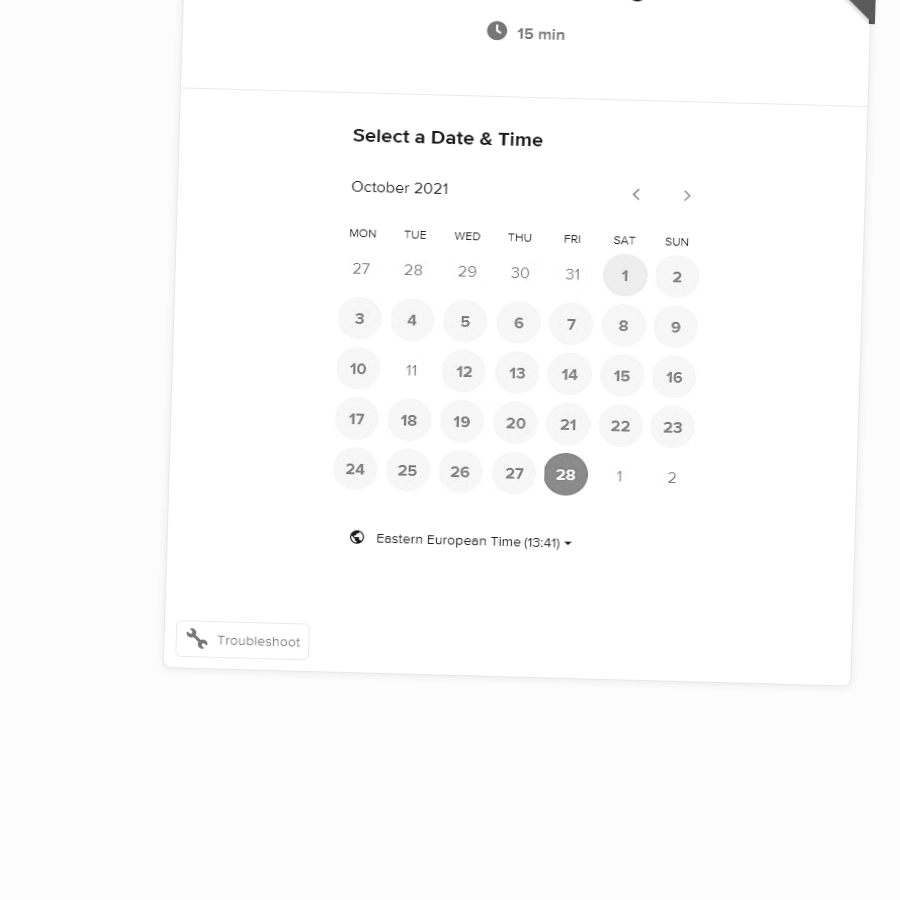 15 min
Select a Date & Time
October 2021
MON TUE WED THU FRI SAT SUN
27 28 29 30 31 1 2
3 4 5 6 7 8 9
10 11 12 13 14 15 16
17 18 19 20 21 22 23
24 25 26 27 28 1 2
Eastern European Time (13:41)
Troubleshoot